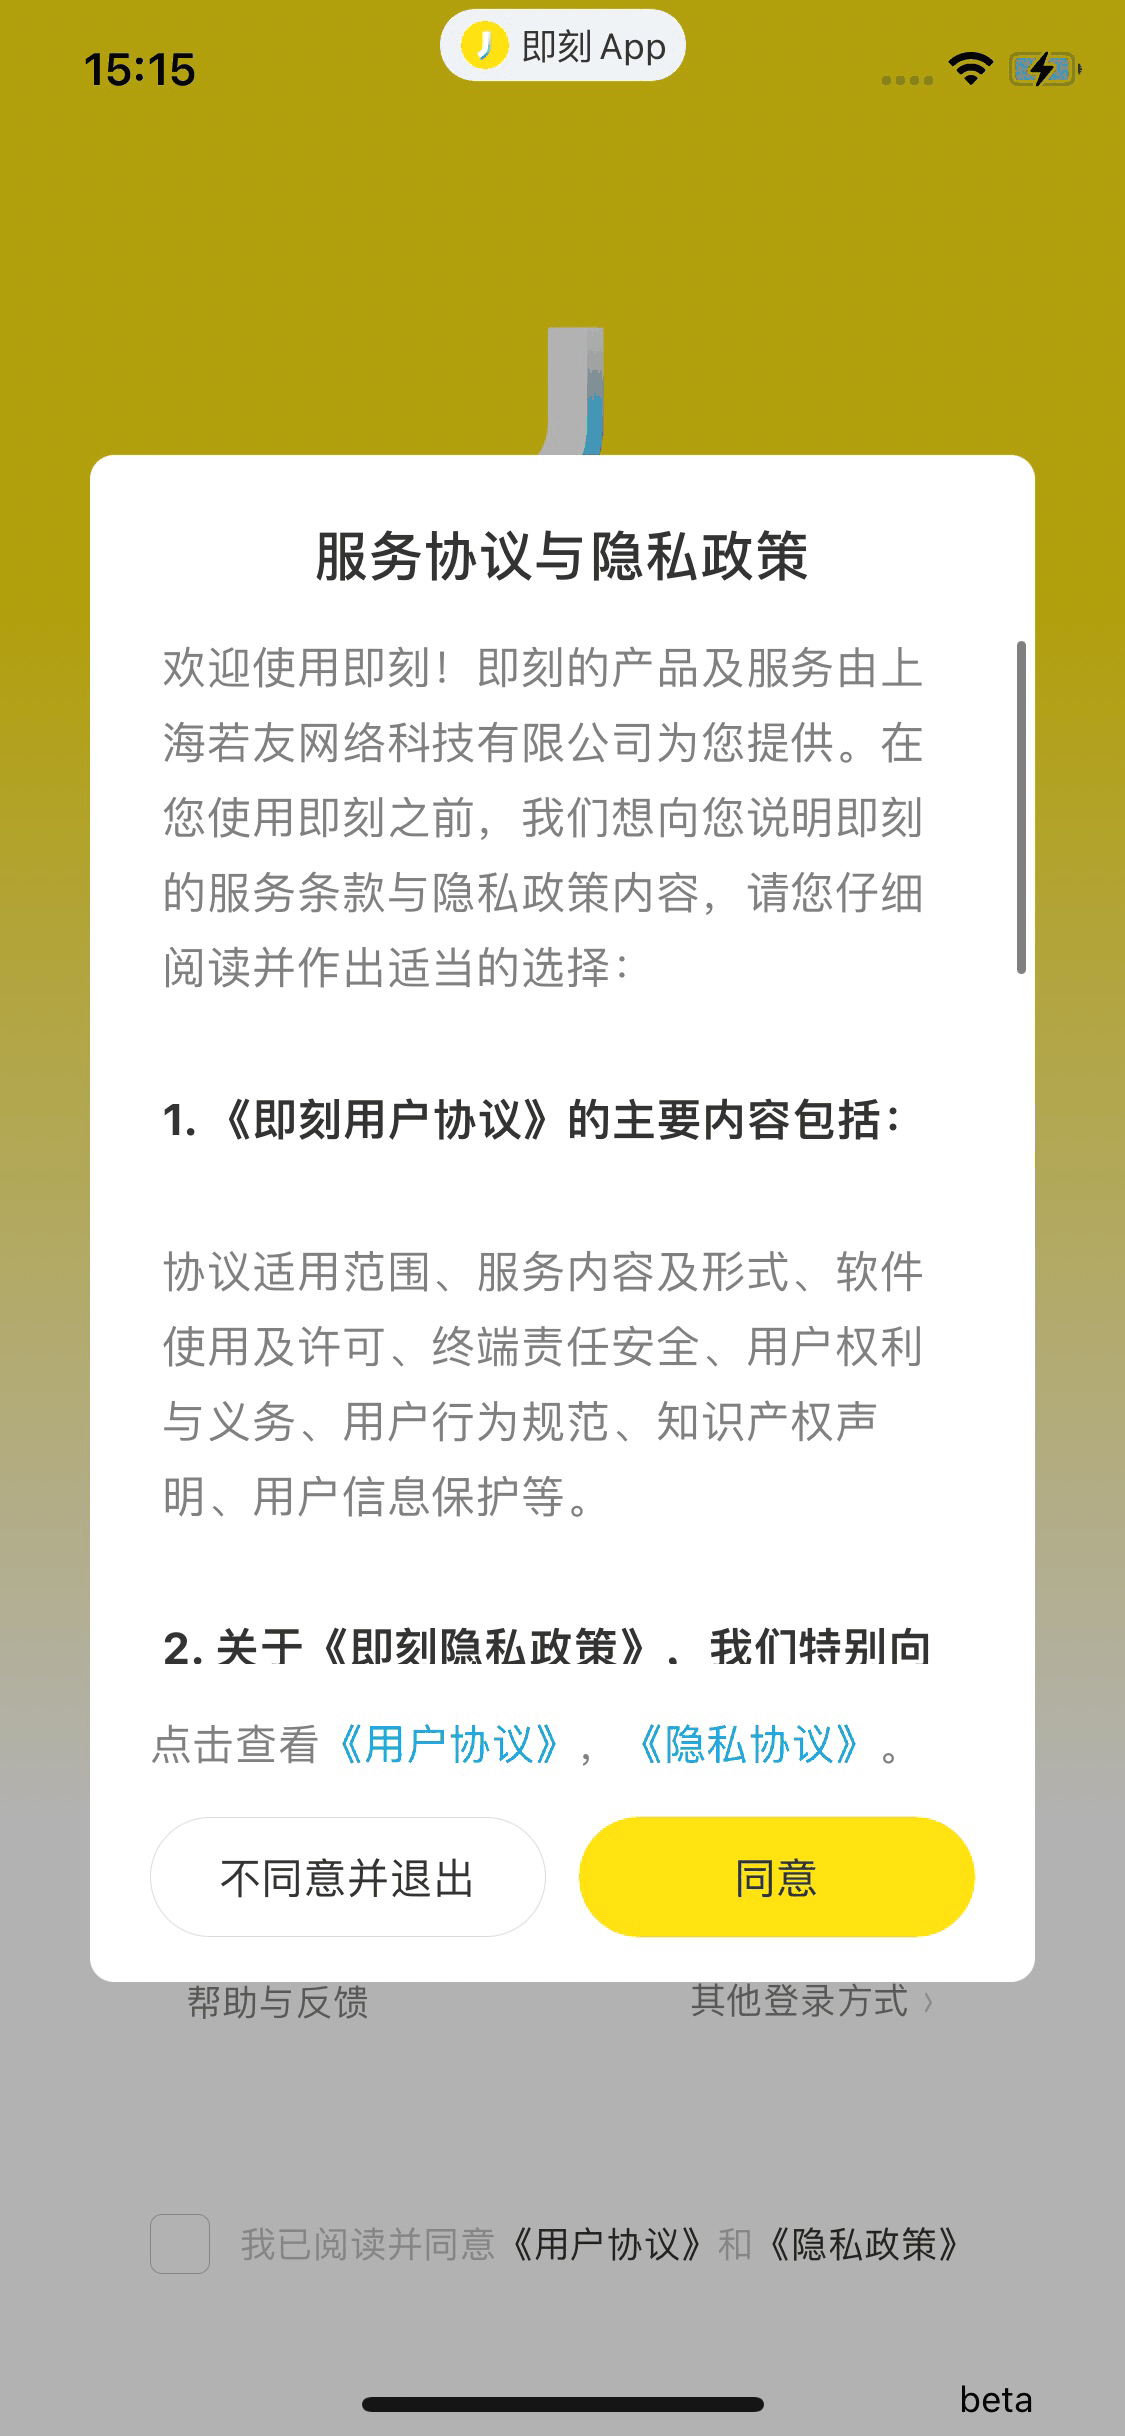 15:15
即刻 App
服务协议与隐私政策
欢迎使用即刻！即刻的产品及服务由上
海若友网络科技有限公司为您提供。在
您使用即刻之前，我们想向您说明即刻
的服务条款与隐私政策内容，请您仔细
阅读并作出适当的选择：
1. 《即刻用户协议》的主要内容包括：
协议适用范围、服务内容及形式、软件
使用及许可、终端责任安全、用户权利
与义务、用户行为规范、知识产权声
明、用户信息保护等。
2. 关于《即刻隐私政策》，我们特别向
点击查看《用户协议》，《隐私协议》。
不同意并退出
同意
帮助与反馈
其他登录方式 〉
我已阅读并同意《用户协议》和《隐私政策》
beta